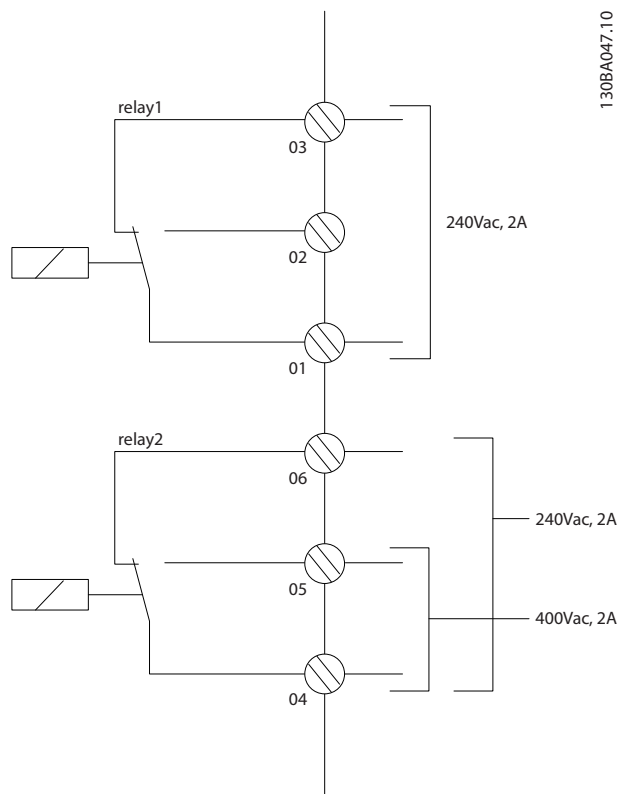 130BA047.10
relay1
03
240Vac, 2A
02
01
relay2
06
240Vac, 2A
05
400Vac, 2A
04